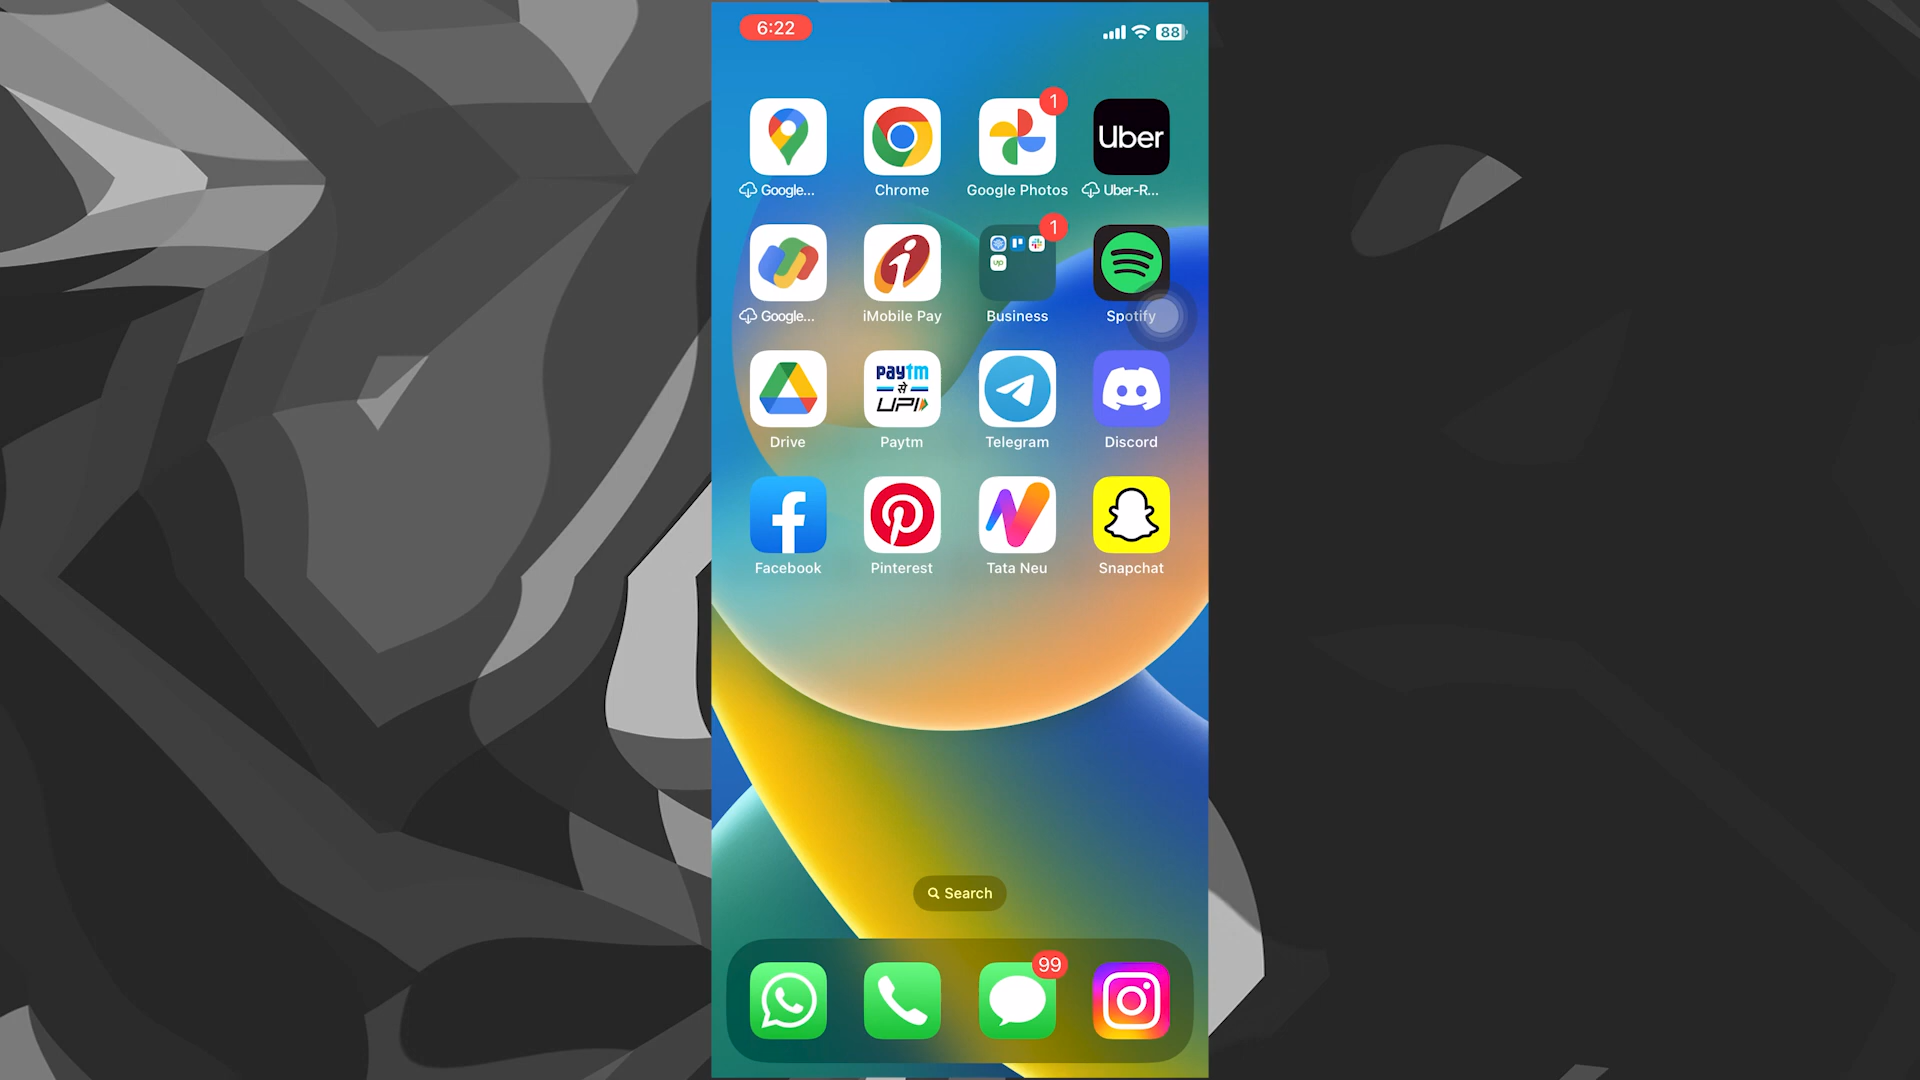 6:22
88
1
Uber
Google...
Chrome
Google Photos
Uber-R...
1
up
Google...
iMobile Pay
Business
Spotify
paytm
से
UPI
Drive
Paytm
Telegram
Discord
Facebook
Pinterest
Tata Neu
Snapchat
Search
99